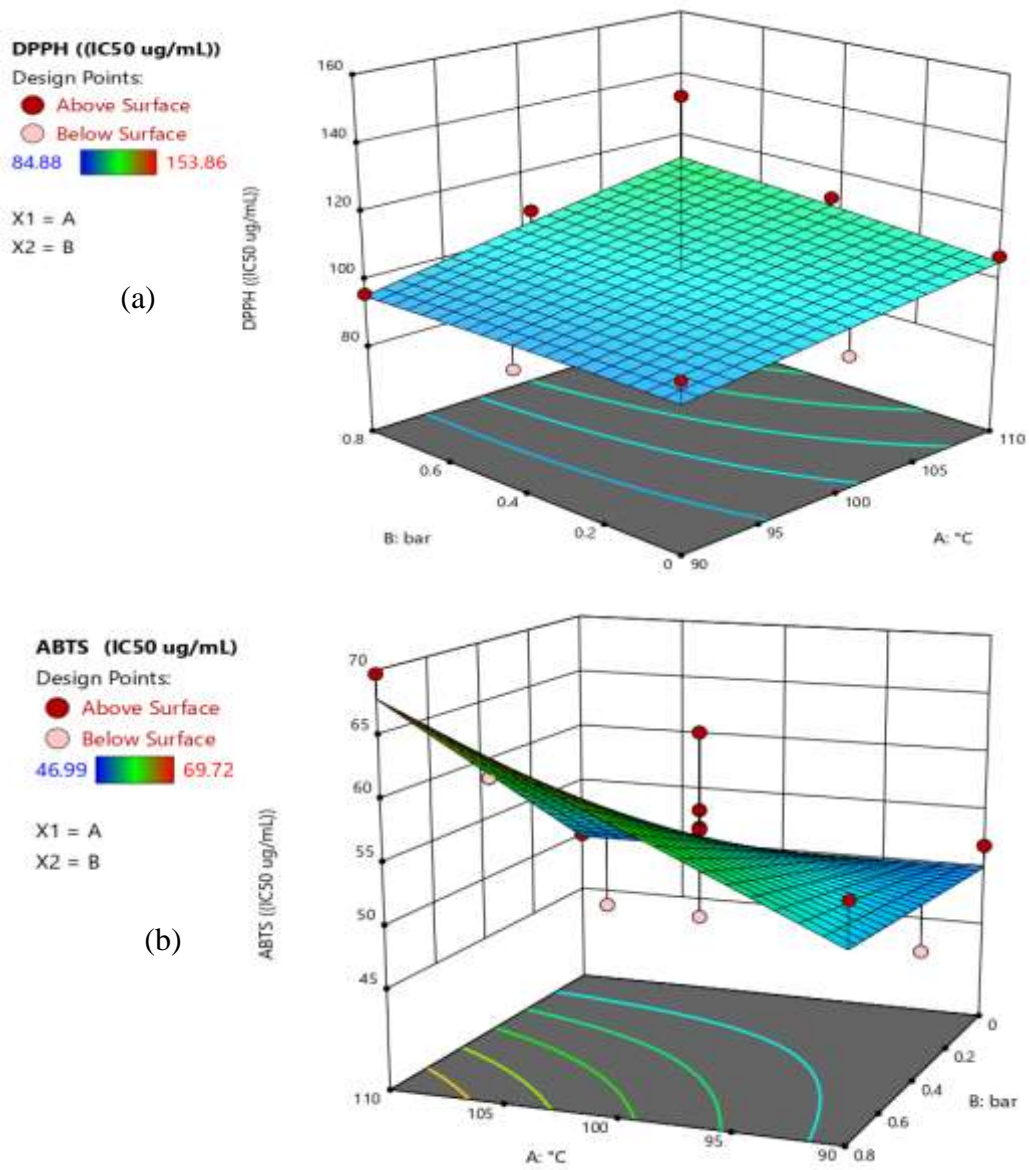 DPPH ((IC50 ug/mL))
Design Points:
Above Surface
Below Surface
84.88 153.86
X1 = A
X2 = B
(a)
DPPH ((IC50 ug/mL))
160
140
120
100
80
0.8
0.6
0.4
0.2
0
B: bar
90
95
100
105
110
A: °C
ABTS (IC50 ug/mL)
Design Points:
Above Surface
Below Surface
46.99 69.72
X1 = A
X2 = B
(b)
ABTS ((IC50 ug/mL))
70
65
60
55
50
45
110
105
100
95
90
A: °C
0
0.2
0.4
0.6
0.8
B: bar